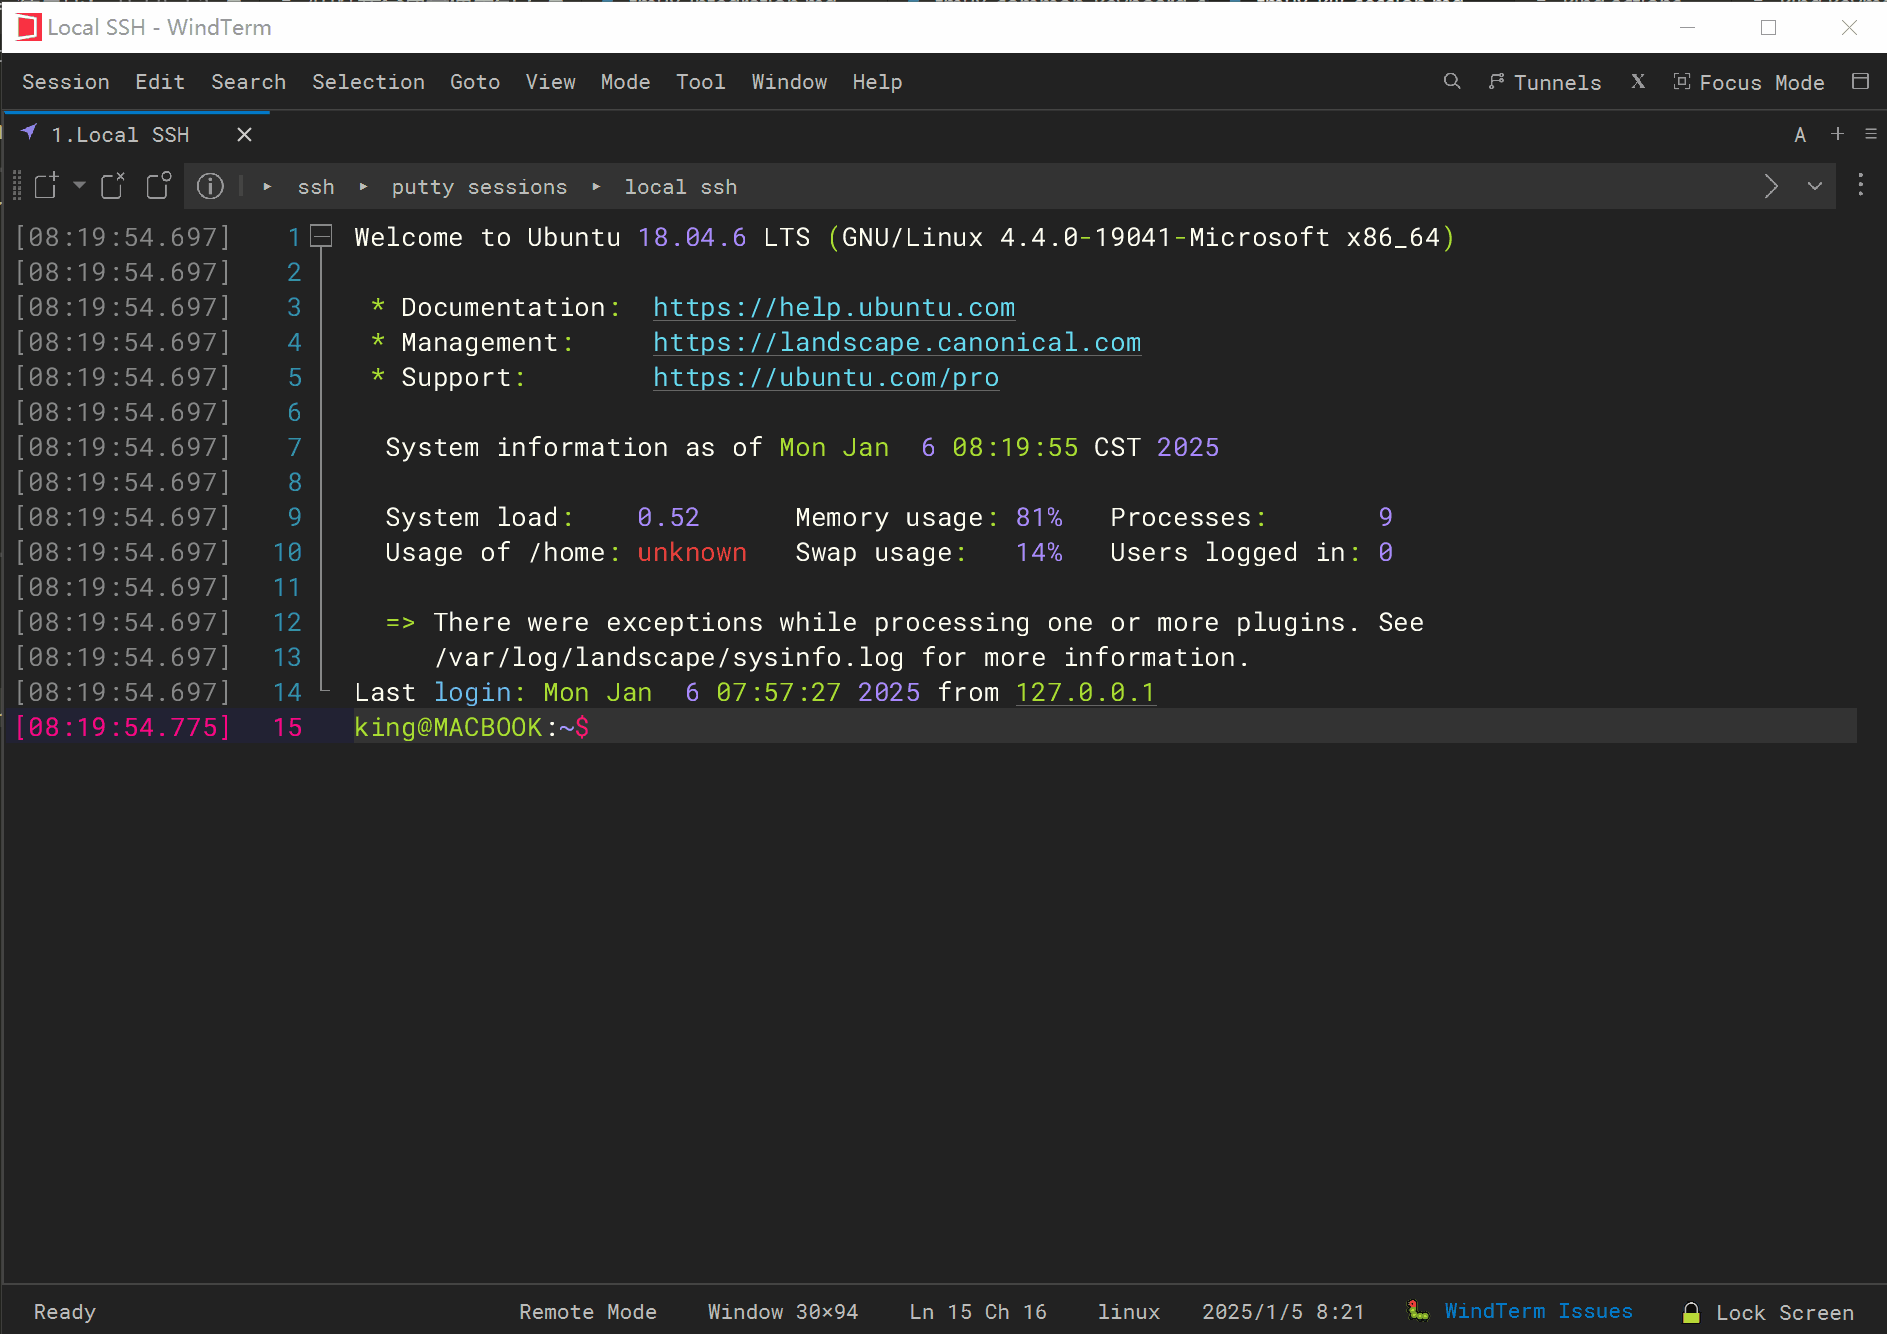 Local SSH - WindTerm
Session Edit Search Selection Goto View Mode Tool Window Help Tunnels X Focus Mode
1.Local SSH A
ssh putty sessions local ssh
[08:19:54.697] 1 Welcome to Ubuntu 18.04.6 LTS (GNU/Linux 4.4.0-19041-Microsoft x86_64)
[08:19:54.697] 2
[08:19:54.697] 3 * Documentation: https://help.ubuntu.com
[08:19:54.697] 4 * Management: https://landscape.canonical.com
[08:19:54.697] 5 * Support: https://ubuntu.com/pro
[08:19:54.697] 6
[08:19:54.697] 7 System information as of Mon Jan 6 08:19:55 CST 2025
[08:19:54.697] 8
[08:19:54.697] 9 System load: 0.52 Memory usage: 81% Processes: 9
[08:19:54.697] 10 Usage of /home: unknown Swap usage: 14% Users logged in: 0
[08:19:54.697] 11
[08:19:54.697] 12 => There were exceptions while processing one or more plugins. See
[08:19:54.697] 13 /var/log/landscape/sysinfo.log for more information.
[08:19:54.697] 14 Last login: Mon Jan 6 07:57:27 2025 from 127.0.0.1
[08:19:54.775] 15 king@MACBOOK:~$
Ready Remote Mode Window 30×94 Ln 15 Ch 16 linux 2025/1/5 8:21 WindTerm Issues Lock Screen